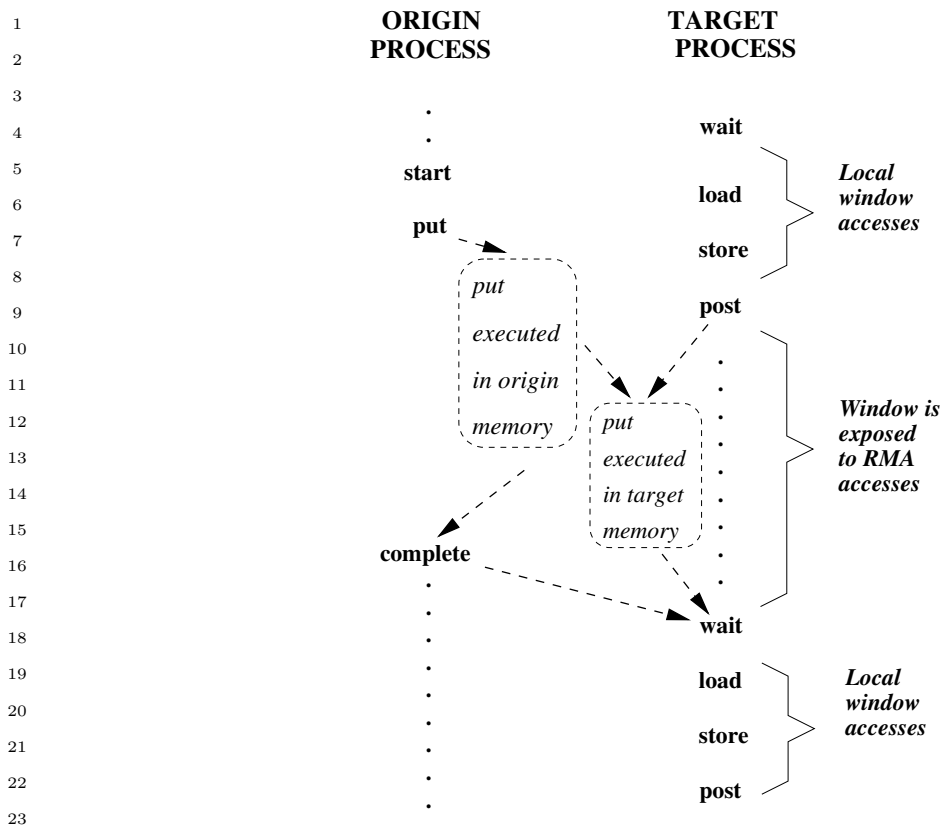 1
2
3
4
5
6
7
8
9
10
11
12
13
14
15
16
17
18
19
20
21
22
23
ORIGIN
PROCESS
start
put
put
executed
in origin
memory
complete
TARGET
PROCESS
wait
load
store
post
put
executed
in target
memory
wait
load
store
post
Local
window
accesses
Window is
exposed
to RMA
accesses
Local
window
accesses